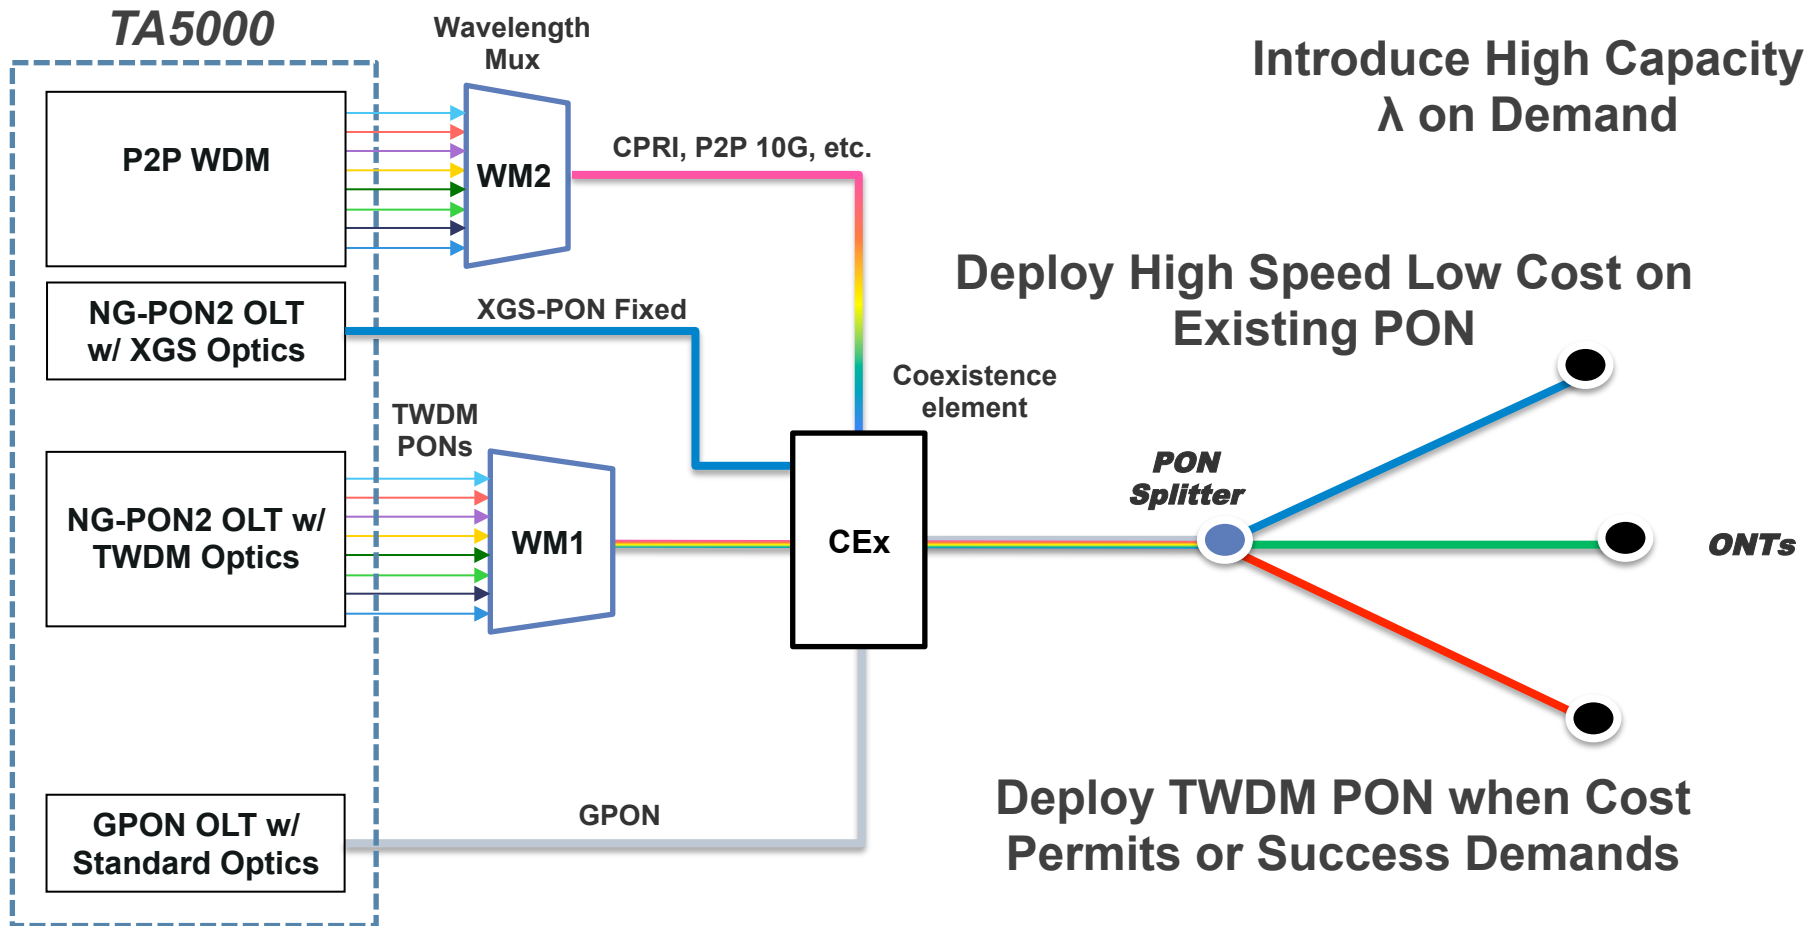 TA5000
Wavelength
Mux
Introduce High Capacity
λ on Demand
P2P WDM
WM2
CPRI, P2P 10G, etc.
Deploy High Speed Low Cost on
Existing PON
NG-PON2 OLT
w/ XGS Optics
XGS-PON Fixed
Coexistence
element
TWDM
PONs
PON
Splitter
NG-PON2 OLT w/
TWDM Optics
WM1
CEx
ONTs
Deploy TWDM PON when Cost
Permits or Success Demands
GPON OLT w/
Standard Optics
GPON